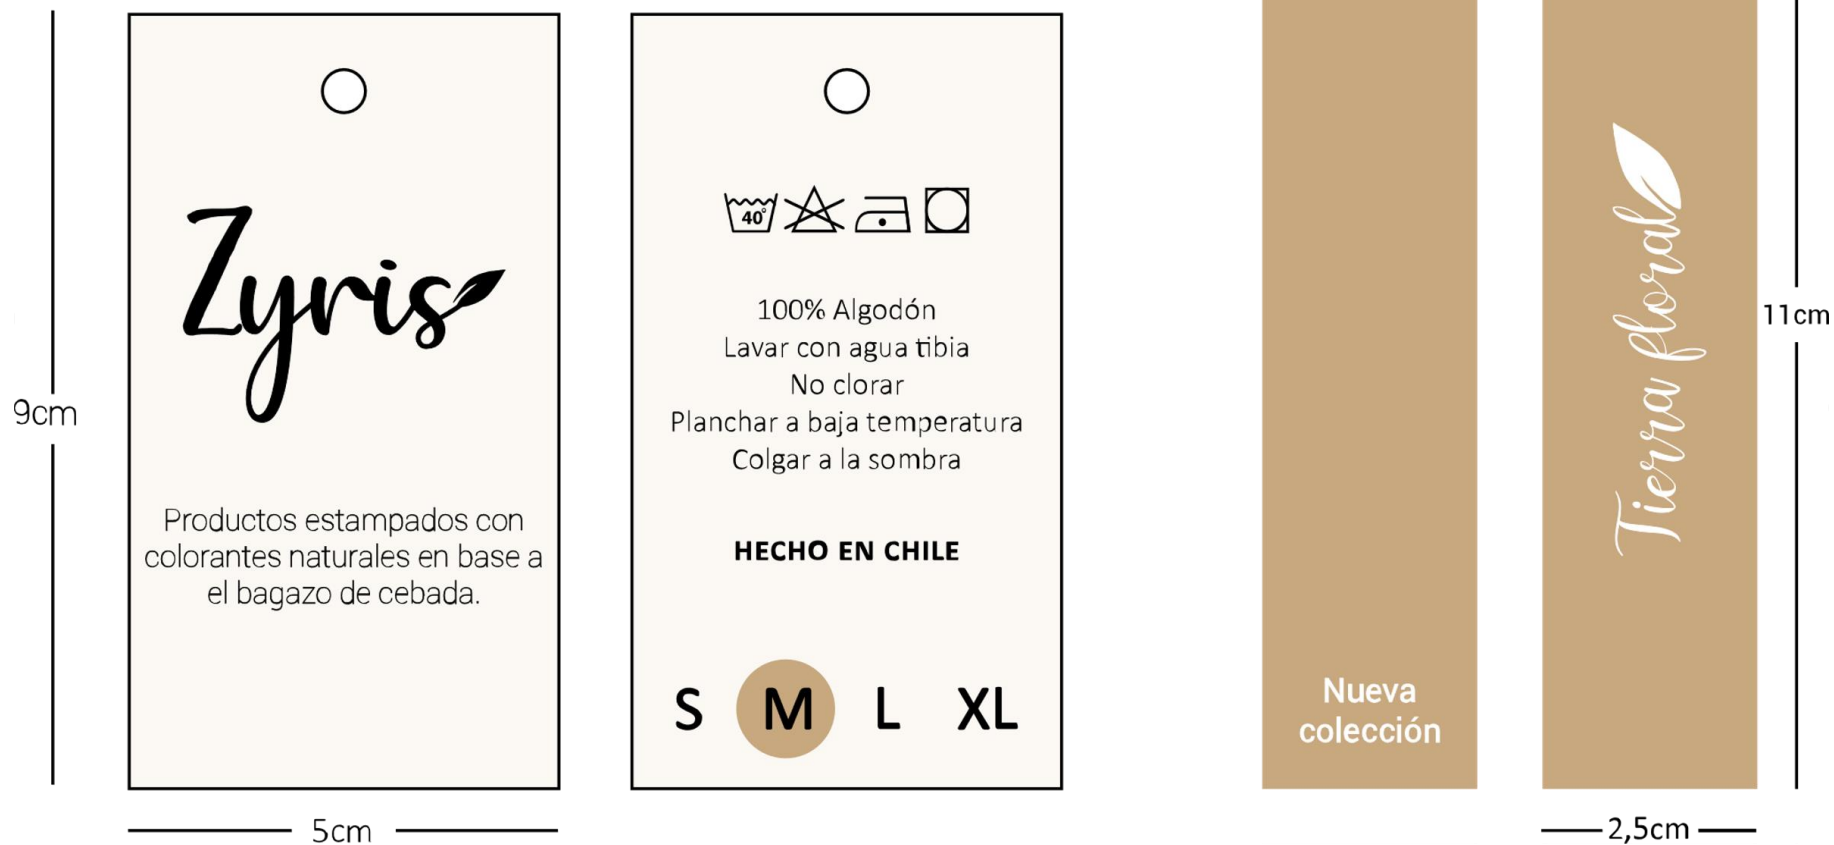 9cm
Zyris
Productos estampados con
colorantes naturales en base a
el bagazo de cebada.
5cm
40°
100% Algodón
Lavar con agua tibia
No clorar
Planchar a baja temperatura
Colgar a la sombra
HECHO EN CHILE
S M L XL
Nueva
colección
Tierra floral
11cm
2,5cm